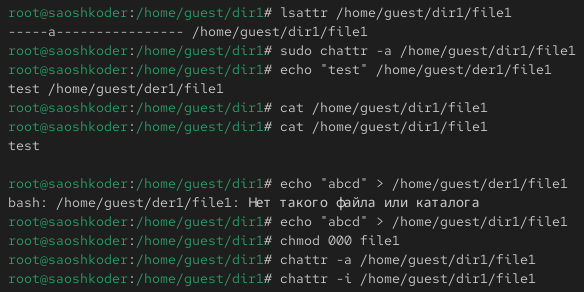 root@saoshkoder:/home/guest/dir1# lsattr /home/guest/dir1/file1
-----a---------------- /home/guest/dir1/file1
root@saoshkoder:/home/guest/dir1# sudo chattr -a /home/guest/dir1/file1
root@saoshkoder:/home/guest/dir1# echo "test" /home/guest/der1/file1
test /home/guest/der1/file1
root@saoshkoder:/home/guest/dir1# cat /home/guest/dir1/file1
root@saoshkoder:/home/guest/dir1# cat /home/guest/dir1/file1
test
root@saoshkoder:/home/guest/dir1# echo "abcd" > /home/guest/der1/file1
bash: /home/guest/der1/file1: Нет такого файла или каталога
root@saoshkoder:/home/guest/dir1# echo "abcd" > /home/guest/dir1/file1
root@saoshkoder:/home/guest/dir1# chmod 000 file1
root@saoshkoder:/home/guest/dir1# chattr -a /home/guest/dir1/file1
root@saoshkoder:/home/guest/dir1# chattr -i /home/guest/dir1/file1